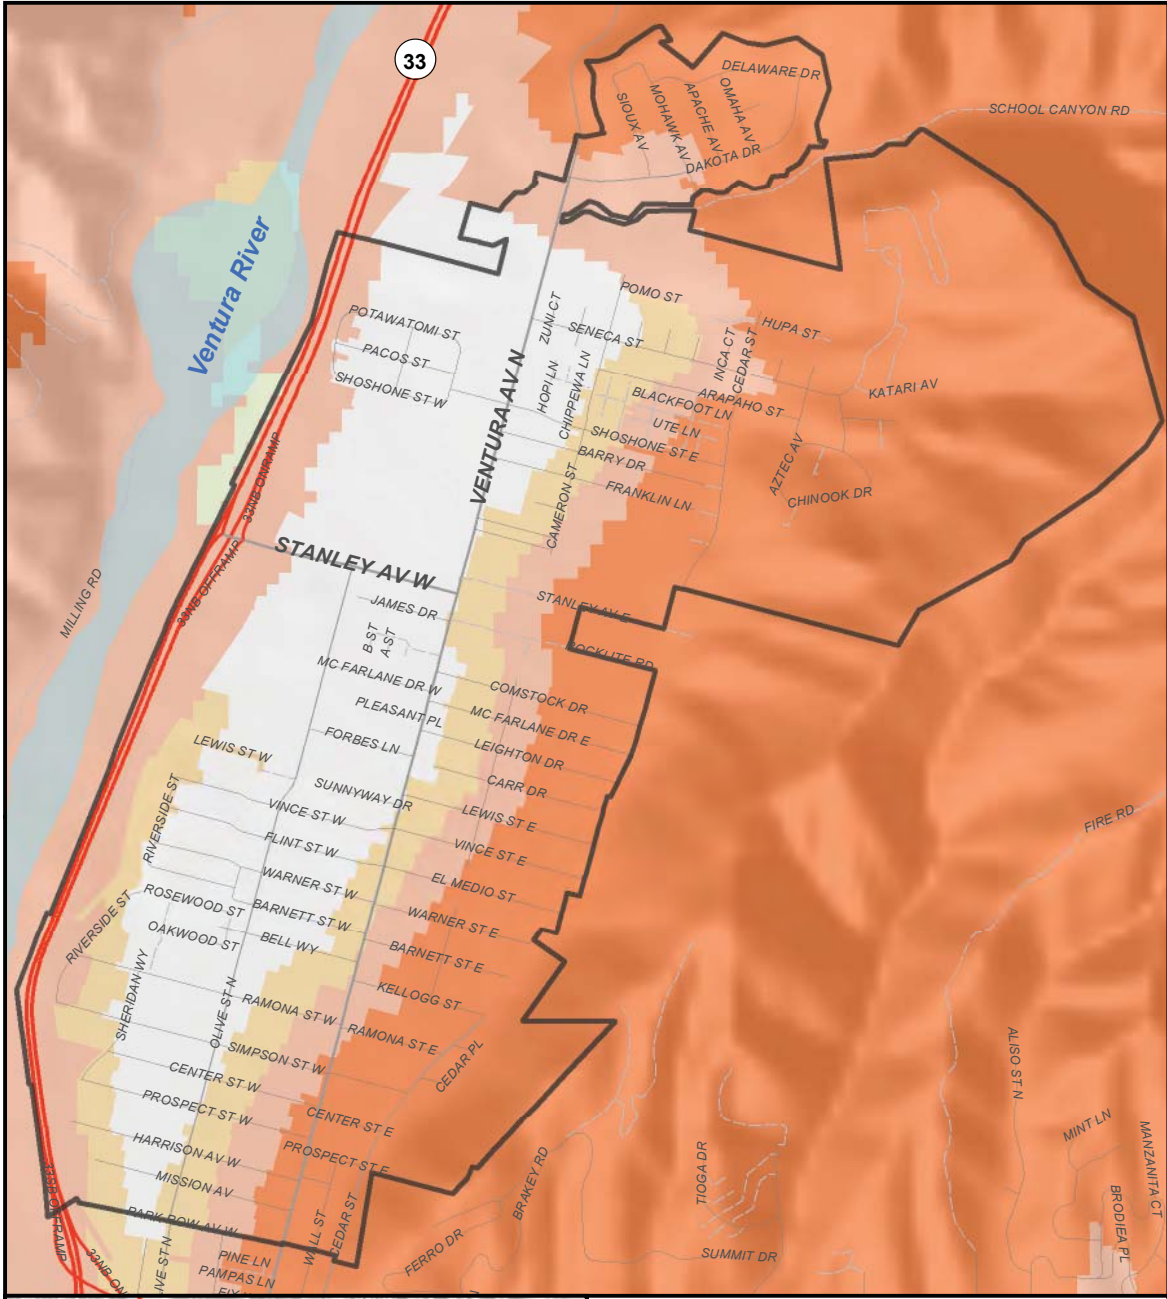 33
DELAWARE DR
SIOUX AV
MOHAWK AV
APACHE AV
OMAHA AV
DAKOTA DR
SCHOOL CANYON RD
Ventura River
POMO ST
ZUNI CT
SENECA ST
HUPA ST
INCA CT
CEDAR ST
POTAWATOMI ST
PACOS ST
SHOSHONE ST W
HOPI LN
CHIPPEWA LN
VENTURA AV N
BLACKFOOT LN
ARAPAHO ST
KATARI AV
UTE LN
SHOSHONE ST E
BARRY DR
FRANKLIN LN
AZTEC AV
CHINOOK DR
CAMERON ST
33NB ONRAMP
33NB OFFRAMP
STANLEY AV W
MILLING RD
JAMES DR
STANLEY AV E
B ST
A ST
ROCKLITE RD
MC FARLANE DR W
COMSTOCK DR
PLEASANT PL
MC FARLANE DR E
FORBES LN
LEIGHTON DR
LEWIS ST W
CARR DR
SUNNYWAY DR
RIVERSIDE ST
VINCE ST W
LEWIS ST E
FLINT ST W
VINCE ST E
FIRE RD
WARNER ST W
EL MEDIO ST
ROSEWOOD ST
BARNETT ST W
WARNER ST E
RIVERSIDE ST
OAKWOOD ST
BELL WY
BARNETT ST E
SHERIDAN WY
OLIVE ST N
KELLOGG ST
RAMONA ST W
RAMONA ST E
SIMPSON ST W
CEDAR PL
CENTER ST W
PROSPECT ST W
CENTER ST E
ALISO ST N
HARRISON AV W
PROSPECT ST E
MINT LN
MANZANITA CT
MISSION AV
TIOGA DR
BRAKEY RD
BRODIEA PL
PARK ROW AV W
WALL ST
CEDAR ST
33SB OFFRAMP
33NB ON
PINE LN
PAMPAS LN
FERRO DR
SUMMIT DR
IVE ST N